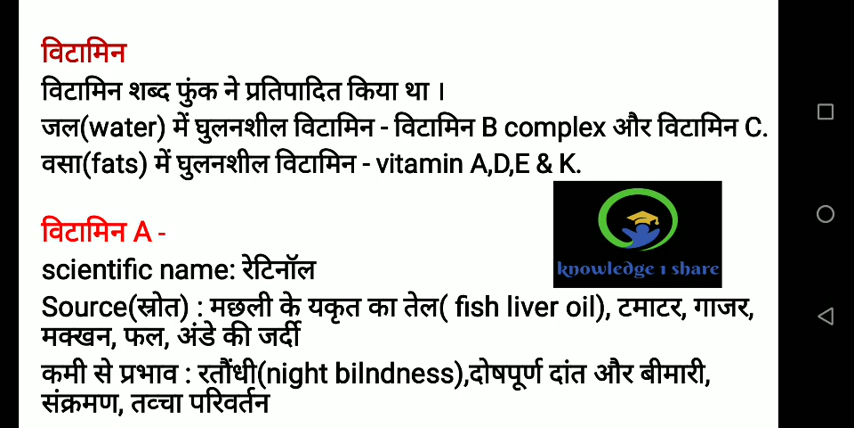 विटामिन
विटामिन शब्द फुंक ने प्रतिपादित किया था ।
जल(water) में घुलनशील विटामिन - विटामिन B complex और विटामिन C.
वसा(fats) में घुलनशील विटामिन - vitamin A,D,E & K.
विटामिन A -
scientific name: रेटिनॉल
knowledge 1 share
Source(स्रोत) : मछली के यकृत का तेल( fish liver oil), टमाटर, गाजर,
मक्खन, फल, अंडे की जर्दी
कमी से प्रभाव : रतौंधी(night bilndness),दोषपूर्ण दांत और बीमारी,
संक्रमण, तव्चा परिवर्तन